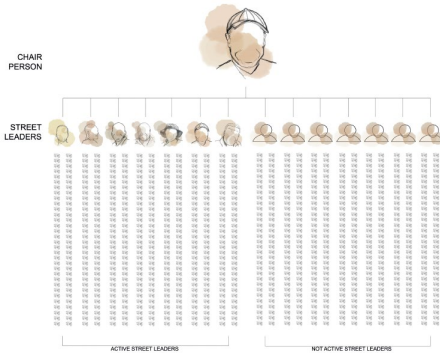 CHAIR
PERSON
STREET
LEADERS
ACTIVE STREET LEADERS
NOT ACTIVE STREET LEADERS